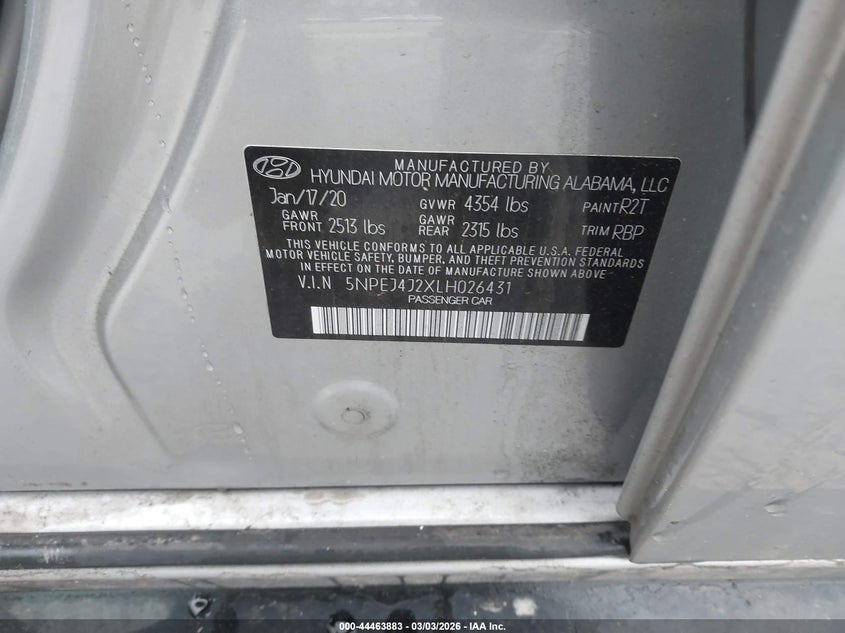 MANUFACTURED BY
HYUNDAI MOTOR MANUFACTURING ALABAMA, LLC
Jan/17/20 GVWR 4354 lbs PAINT R2T
GAWR FRONT 2513 lbs GAWR REAR 2315 lbs TRIM RBP
THIS VEHICLE CONFORMS TO ALL APPLICABLE U.S.A. FEDERAL
MOTOR VEHICLE SAFETY, BUMPER, AND THEFT PREVENTION STANDARDS
IN EFFECT ON THE DATE OF MANUFACTURE SHOWN ABOVE
V.I.N 5NPEJ4J2XLH026431
PASSENGER CAR
000-44463883 — 03/03/2026 — IAA Inc.